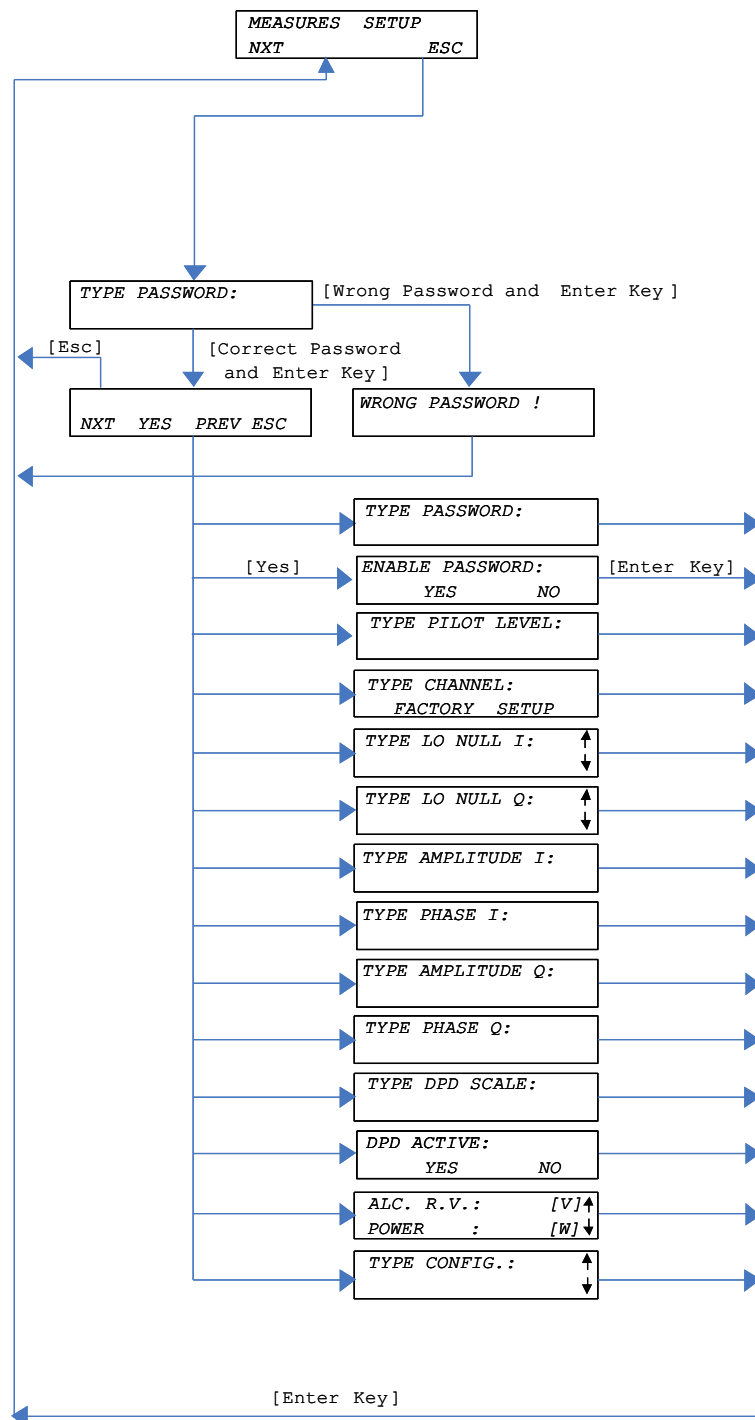 MEASURES SETUP
NXT ESC
TYPE PASSWORD:
[Wrong Password and Enter Key]
[Esc]
[Correct Password
and Enter Key]
NXT YES PREV ESC
WRONG PASSWORD !
TYPE PASSWORD:
[Yes]
ENABLE PASSWORD:
YES NO
[Enter Key]
TYPE PILOT LEVEL:
TYPE CHANNEL:
FACTORY SETUP
TYPE LO NULL I:
TYPE LO NULL Q:
TYPE AMPLITUDE I:
TYPE PHASE I:
TYPE AMPLITUDE Q:
TYPE PHASE Q:
TYPE DPD SCALE:
DPD ACTIVE:
YES NO
ALC. R.V.: [V]
POWER : [W]
TYPE CONFIG.:
[Enter Key]